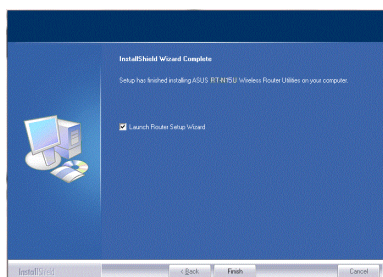 InstallShield Wizard Complete
Setup has finished installing ASUS RT-N15U Wireless Router Utilities on your computer.
Launch Router Setup Wizard
InstallShield
< Back Finish Cancel